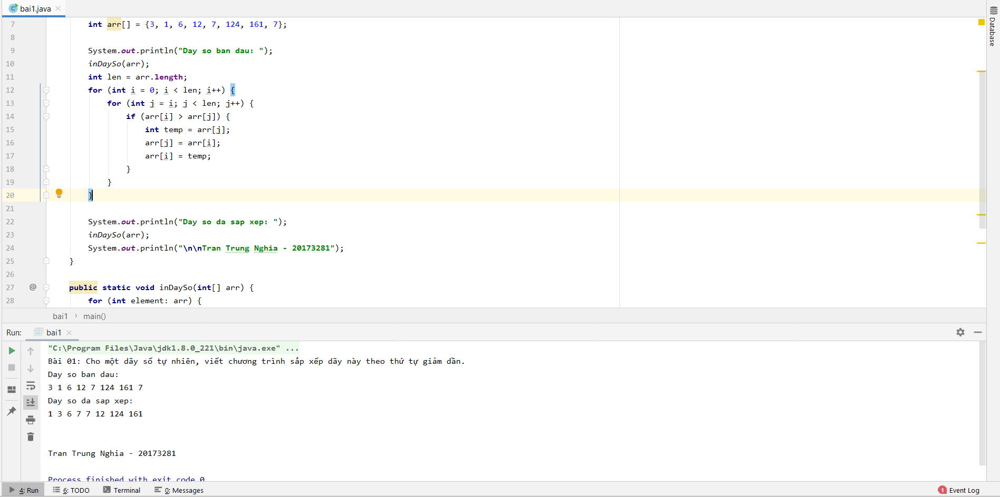 bai1.java
Database
7 int arr[] = {3, 1, 6, 12, 7, 124, 161, 7};
8
9 System.out.println("Day so ban dau: ");
10 inDaySo(arr);
11 int len = arr.length;
12 for (int i = 0; i < len; i++) {
13 for (int j = i; j < len; j++) {
14 if (arr[i] > arr[j]) {
15 int temp = arr[j];
16 arr[j] = arr[i];
17 arr[i] = temp;
18 }
19 }
20 }
21
22 System.out.println("Day so da sap xep: ");
23 inDaySo(arr);
24 System.out.println("\n\nTran Trung Nghia - 20173281");
25 }
26
27 @ public static void inDaySo(int[] arr) {
28 for (int element: arr) {
bai1 › main()
Run: bai1
"C:\Program Files\Java\jdk1.8.0_221\bin\java.exe" ...
Bài 01: Cho một dãy số tự nhiên, viết chương trình sắp xếp dãy này theo thứ tự giảm dần.
Day so ban dau:
3 1 6 12 7 124 161 7
Day so da sap xep:
1 3 6 7 7 12 124 161
Tran Trung Nghia - 20173281
Process finished with exit code 0
4: Run 6: TODO Terminal 0: Messages 1 Event Log